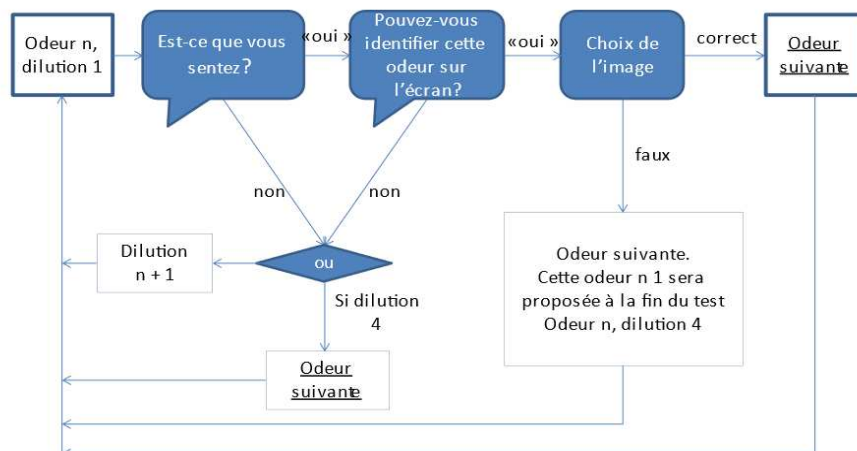 Odeur n,
dilution 1
Est-ce que vous
sentez?
«oui »
Pouvez-vous
identifier cette
odeur sur
l'écran?
«oui »
Choix de
l'image
correct
Odeur
suivante
non
non
faux
Dilution
n + 1
ou
Si dilution
4
Odeur
suivante
Odeur suivante.
Cette odeur n 1 sera
proposée à la fin du test
Odeur n, dilution 4